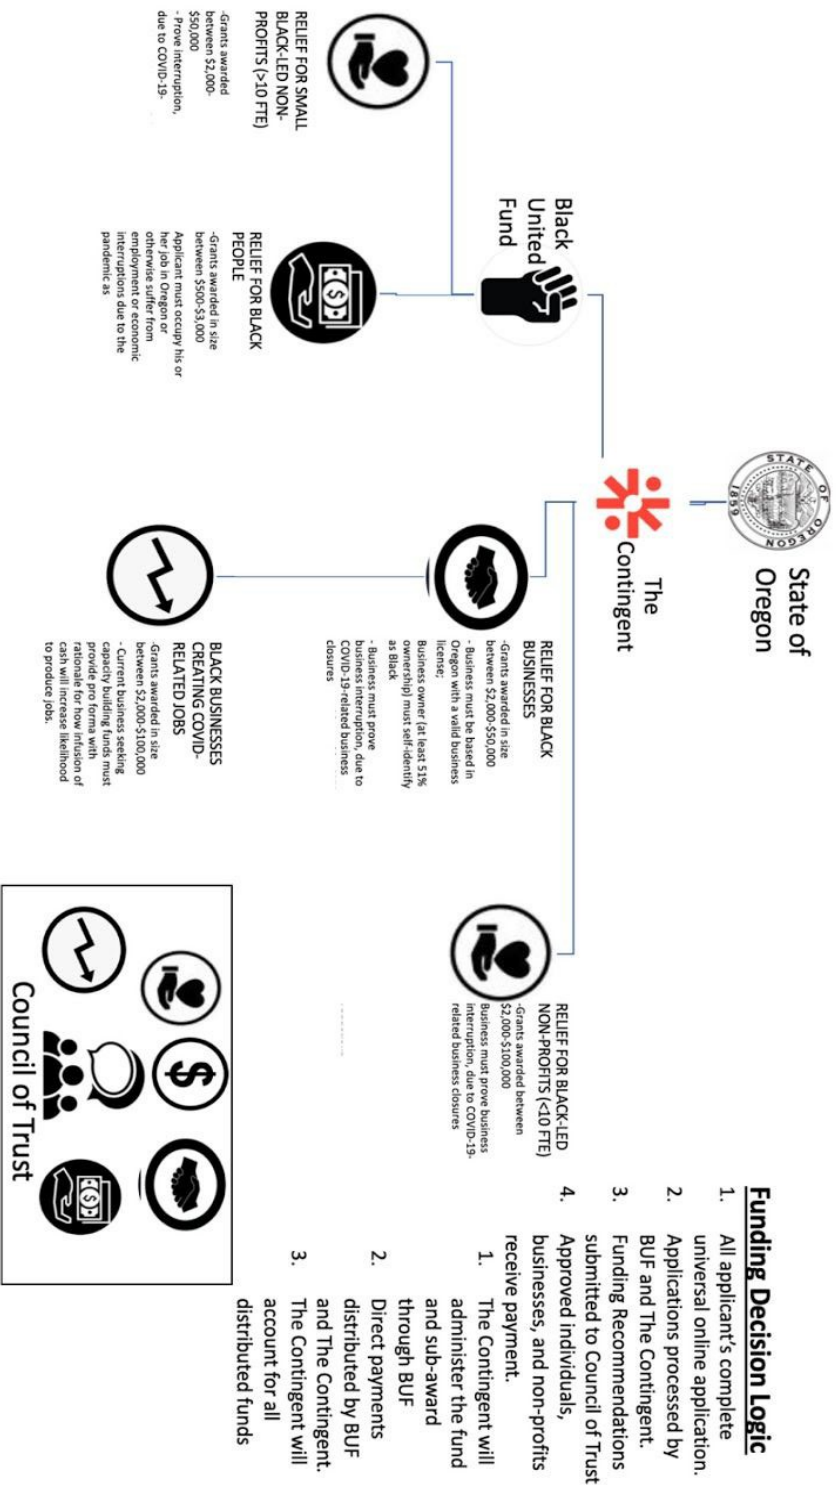 State of
Oregon
STATE OF OREGON
1859
The
Contingent
Black
United
Fund
RELIEF FOR SMALL
BLACK-LED NON-
PROFITS (>10 FTE)
-Grants awarded
between $2,000-
$50,000
- Prove interruption,
due to COVID-19-
RELIEF FOR BLACK
PEOPLE
-Grants awarded in size
between $500-$3,000
Applicant must occupy his or
her job in Oregon or
otherwise suffer from
employment or economic
interruptions due to the
pandemic as
RELIEF FOR BLACK
BUSINESSES
-Grants awarded in size
between $2,000-$50,000
- Business must be based in
Oregon with a valid business
license;
Business owner (at least 51%
ownership) must self-identify
as Black
- Business must prove
business interruption, due to
COVID-19-related business
closures
BLACK BUSINESSES
CREATING COVID-
RELATED JOBS
-Grants awarded in size
between $2,000-$100,000
- Current business seeking
capacity building funds must
provide pro forma with
rationale for how infusion of
cash will increase likelihood
to produce jobs.
RELIEF FOR BLACK-LED
NON-PROFITS (<10 FTE)
-Grants awarded between
$2,000-$100,000
Business must prove business
interruption, due to COVID-19-
related business closures
Funding Decision Logic
1. All applicant's complete
universal online application.
2. Applications processed by
BUF and The Contingent.
3. Funding Recommendations
submitted to Council of Trust
4. Approved individuals,
businesses, and non-profits
receive payment.
1. The Contingent will
administer the fund
and sub-award
through BUF
2. Direct payments
distributed by BUF
and The Contingent.
3. The Contingent will
account for all
distributed funds
$
$
$
Council of Trust